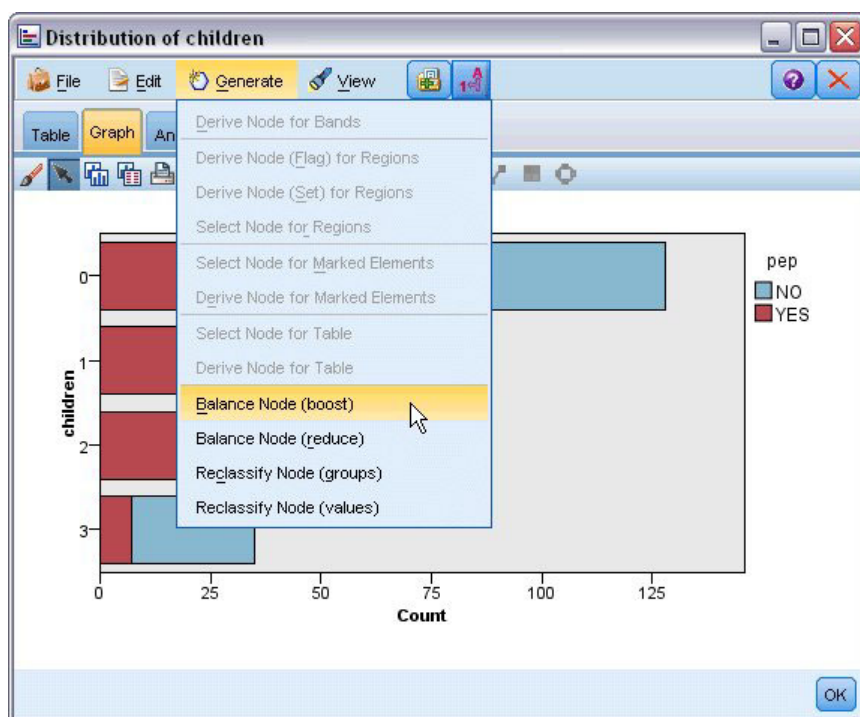 Distribution of children
File Edit Generate View
Table Graph An
Derive Node for Bands
Derive Node (Flag) for Regions
Derive Node (Set) for Regions
Select Node for Regions
Select Node for Marked Elements
Derive Node for Marked Elements
Select Node for Table
Derive Node for Table
Balance Node (boost)
Balance Node (reduce)
Reclassify Node (groups)
Reclassify Node (values)
pep
NO
YES
children
0
1
2
3
0 25 50 75 100 125
Count
OK